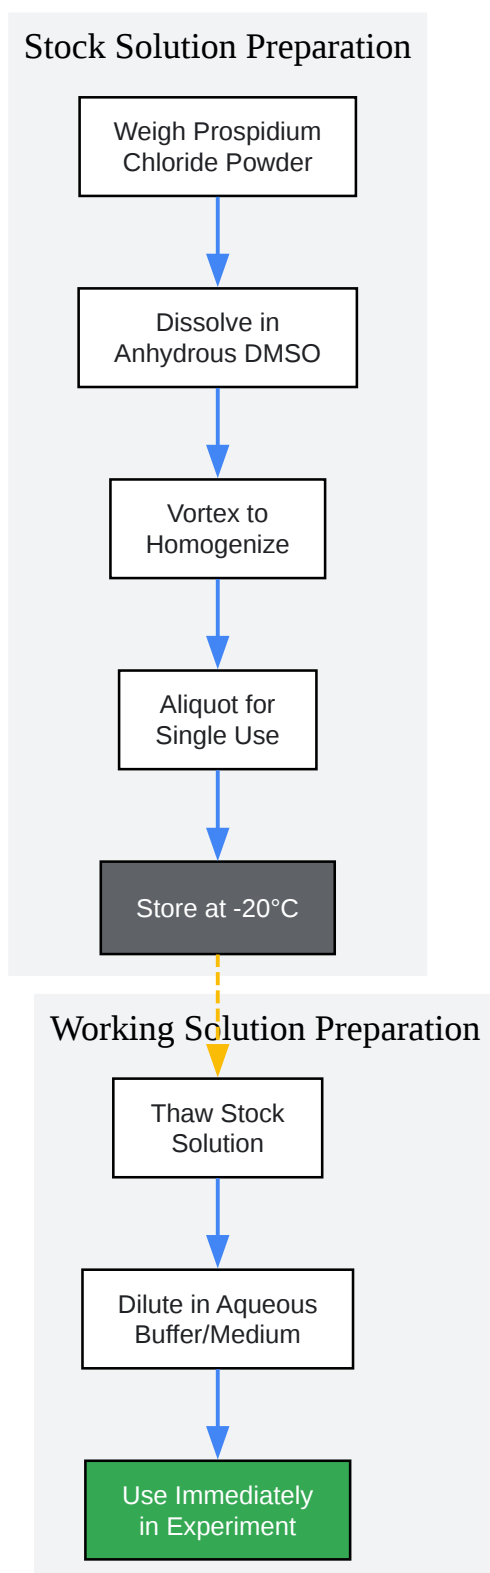 Stock Solution Preparation
Weigh Prospidium
Chloride Powder
Dissolve in
Anhydrous DMSO
Vortex to
Homogenize
Aliquot for
Single Use
Store at -20°C
Working Solution Preparation
Thaw Stock
Solution
Dilute in Aqueous
Buffer/Medium
Use Immediately
in Experiment